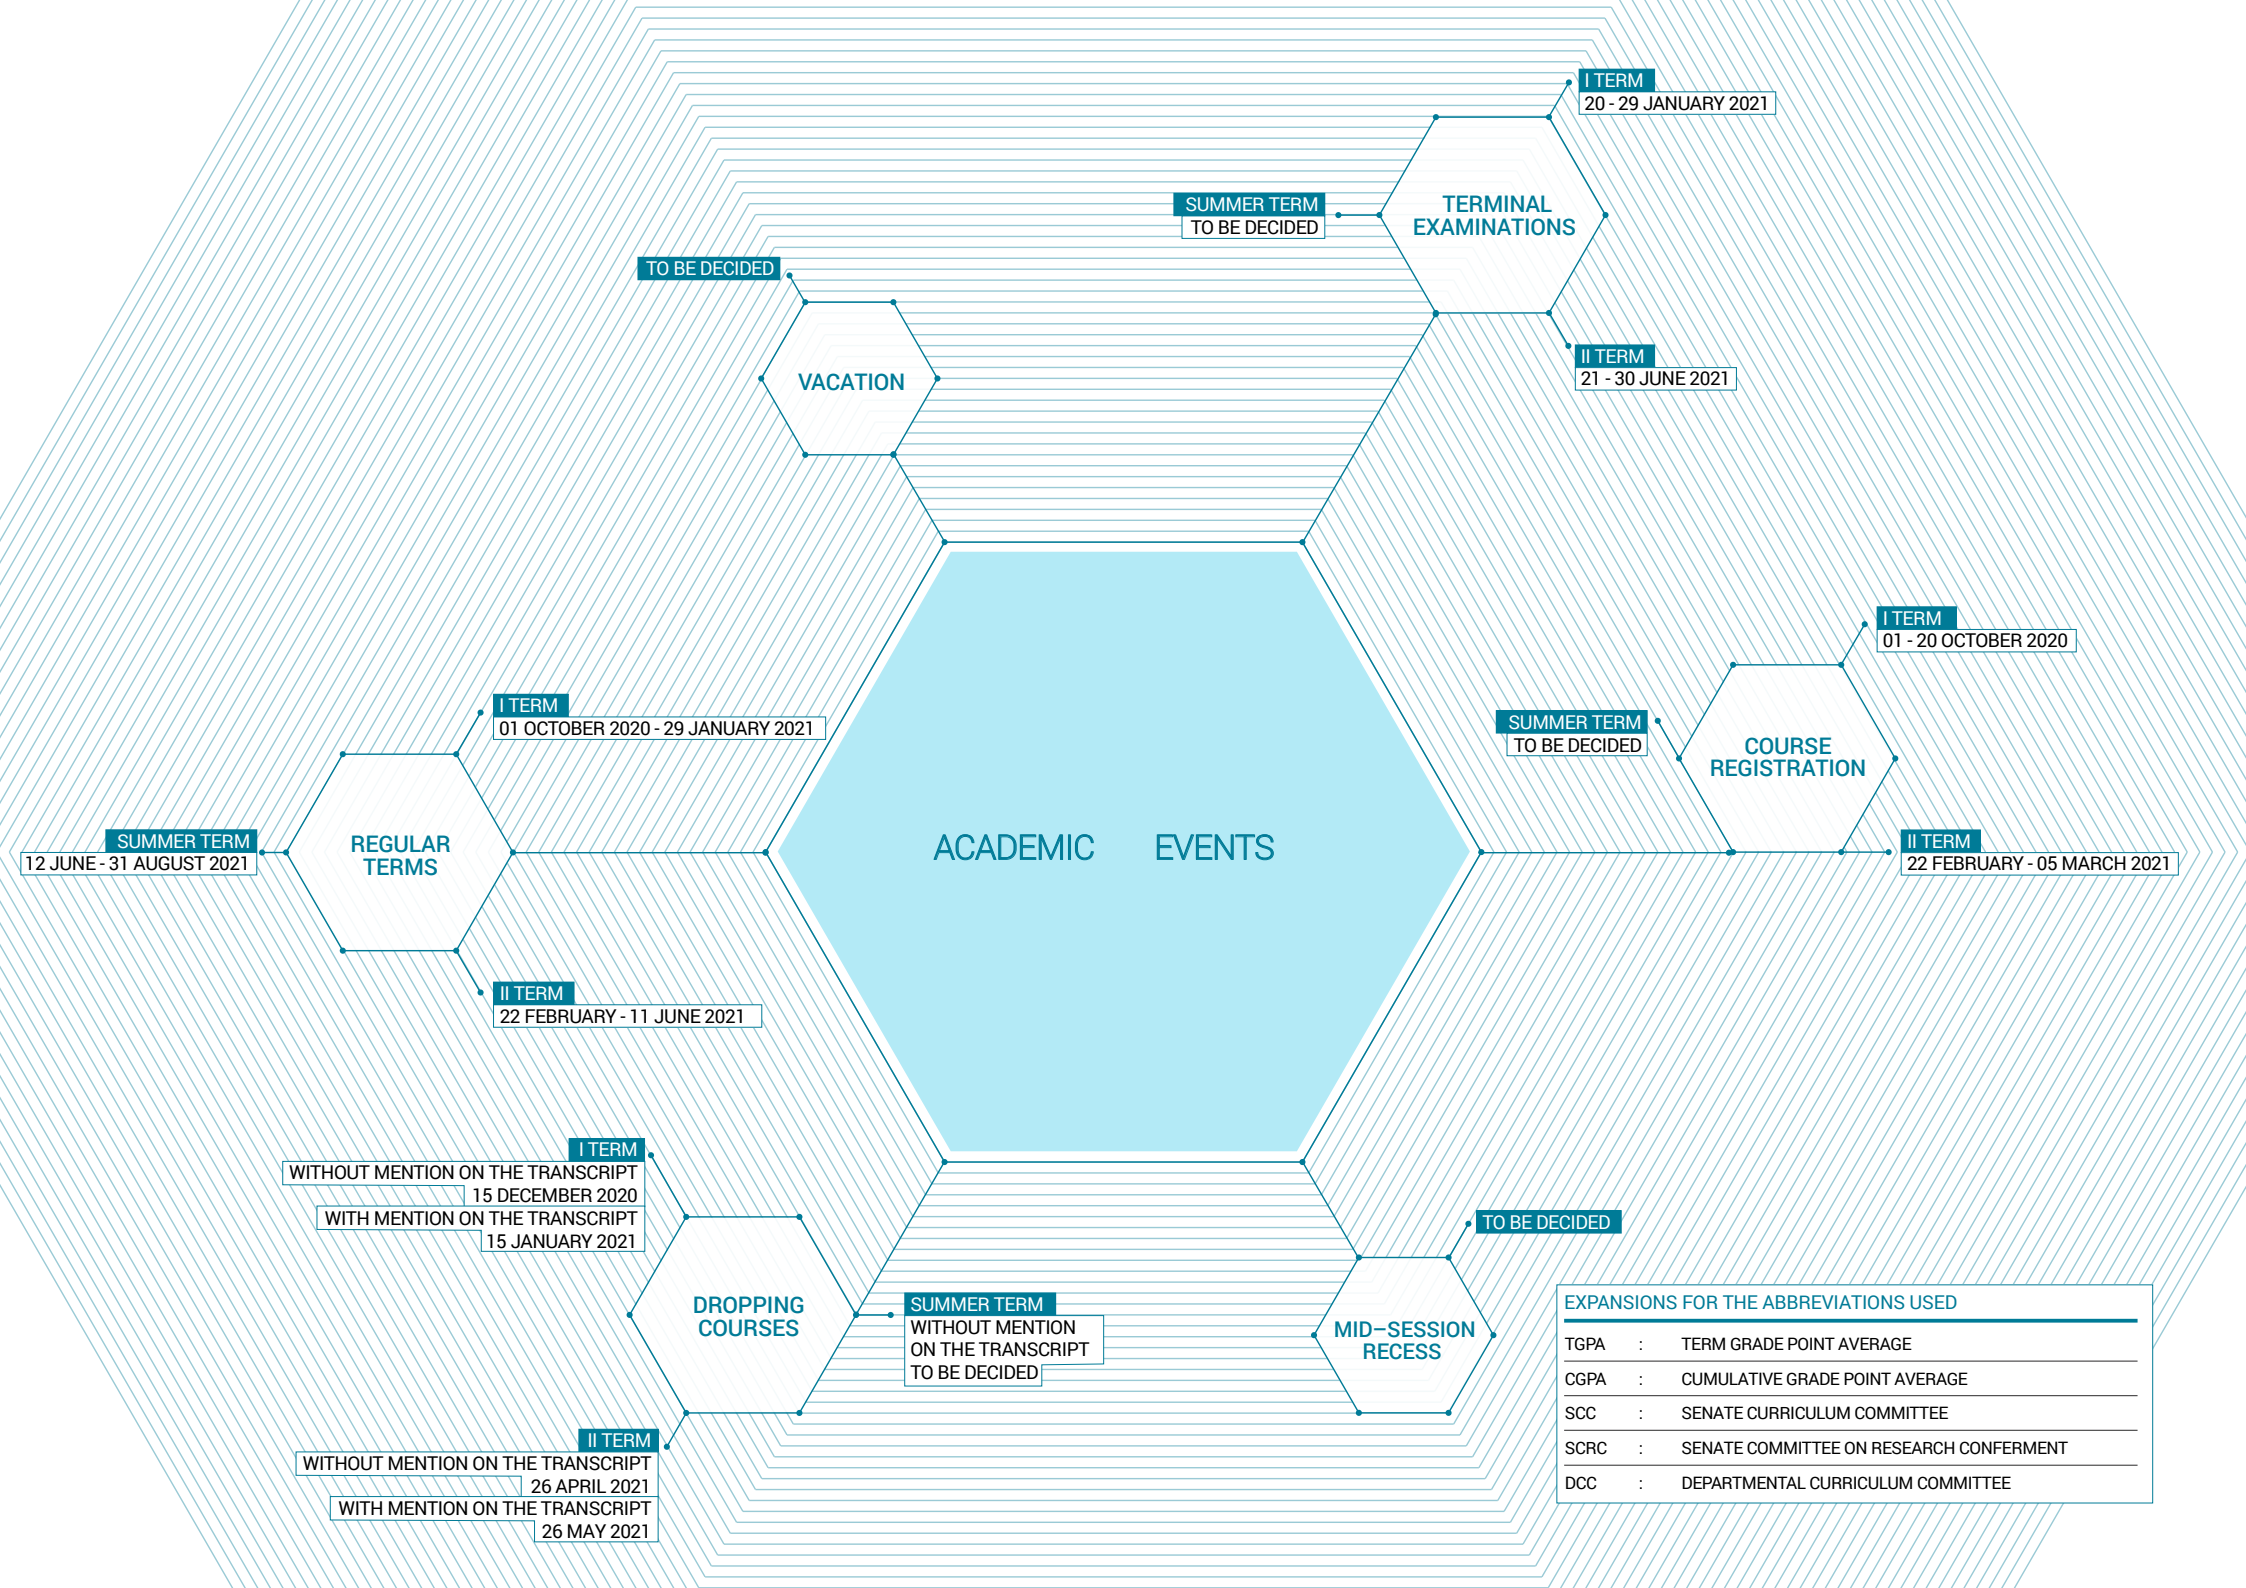 I TERM
20 - 29 JANUARY 2021
SUMMER TERM
TO BE DECIDED
TERMINAL
EXAMINATIONS
II TERM
21 - 30 JUNE 2021
TO BE DECIDED
VACATION
I TERM
01 - 20 OCTOBER 2020
SUMMER TERM
TO BE DECIDED
COURSE
REGISTRATION
II TERM
22 FEBRUARY - 05 MARCH 2021
I TERM
01 OCTOBER 2020 - 29 JANUARY 2021
SUMMER TERM
12 JUNE - 31 AUGUST 2021
REGULAR
TERMS
II TERM
22 FEBRUARY - 11 JUNE 2021
ACADEMIC EVENTS
I TERM
WITHOUT MENTION ON THE TRANSCRIPT
15 DECEMBER 2020
WITH MENTION ON THE TRANSCRIPT
15 JANUARY 2021
DROPPING
COURSES
SUMMER TERM
WITHOUT MENTION
ON THE TRANSCRIPT
TO BE DECIDED
II TERM
WITHOUT MENTION ON THE TRANSCRIPT
26 APRIL 2021
WITH MENTION ON THE TRANSCRIPT
26 MAY 2021
TO BE DECIDED
MID–SESSION
RECESS
EXPANSIONS FOR THE ABBREVIATIONS USED
TGPA : TERM GRADE POINT AVERAGE
CGPA : CUMULATIVE GRADE POINT AVERAGE
SCC : SENATE CURRICULUM COMMITTEE
SCRC : SENATE COMMITTEE ON RESEARCH CONFERMENT
DCC : DEPARTMENTAL CURRICULUM COMMITTEE